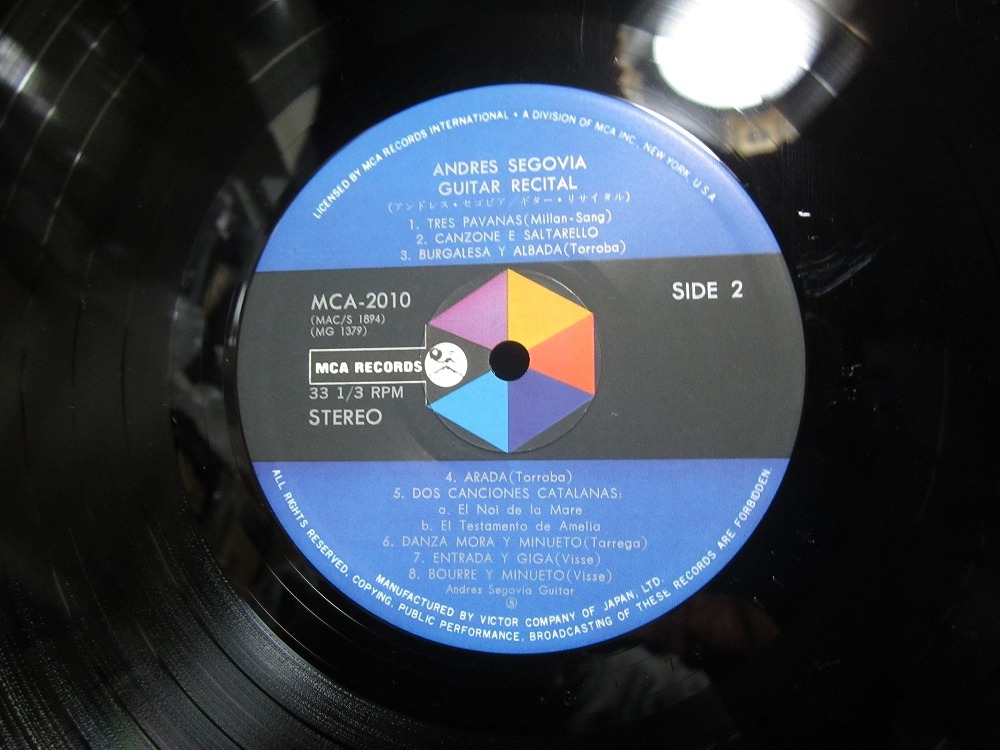 LICENSED BY MCA RECORDS INTERNATIONAL • A DIVISION OF MCA INC., NEW YORK, U.S.A
ANDRES SEGOVIA
GUITAR RECITAL
(アンドレス・セゴビア/ギター・リサイタル)
1. TRES PAVANAS(Millan-Sang)
2. CANZONE E SALTARELLO
3. BURGALESA Y ALBADA(Torroba)
MCA-2010
(MAC/S 1894)
(MG 1379)
SIDE 2
MCA RECORDS
33 1/3 RPM
STEREO
4. ARADA(Torroba)
5. DOS CANCIONES CATALANAS:
a. El Noi de la Mare
b. El Testamento de Amelia
6. DANZA MORA Y MINUETO(Tarrega)
7. ENTRADA Y GIGA(Visse)
8. BOURRE Y MINUETO(Visse)
Andres Segovia Guitar
MANUFACTURED BY VICTOR COMPANY OF JAPAN, LTD.
ALL RIGHTS RESERVED. COPYING, PUBLIC PERFORMANCE, BROADCASTING OF THESE RECORDS ARE FORBIDDEN.